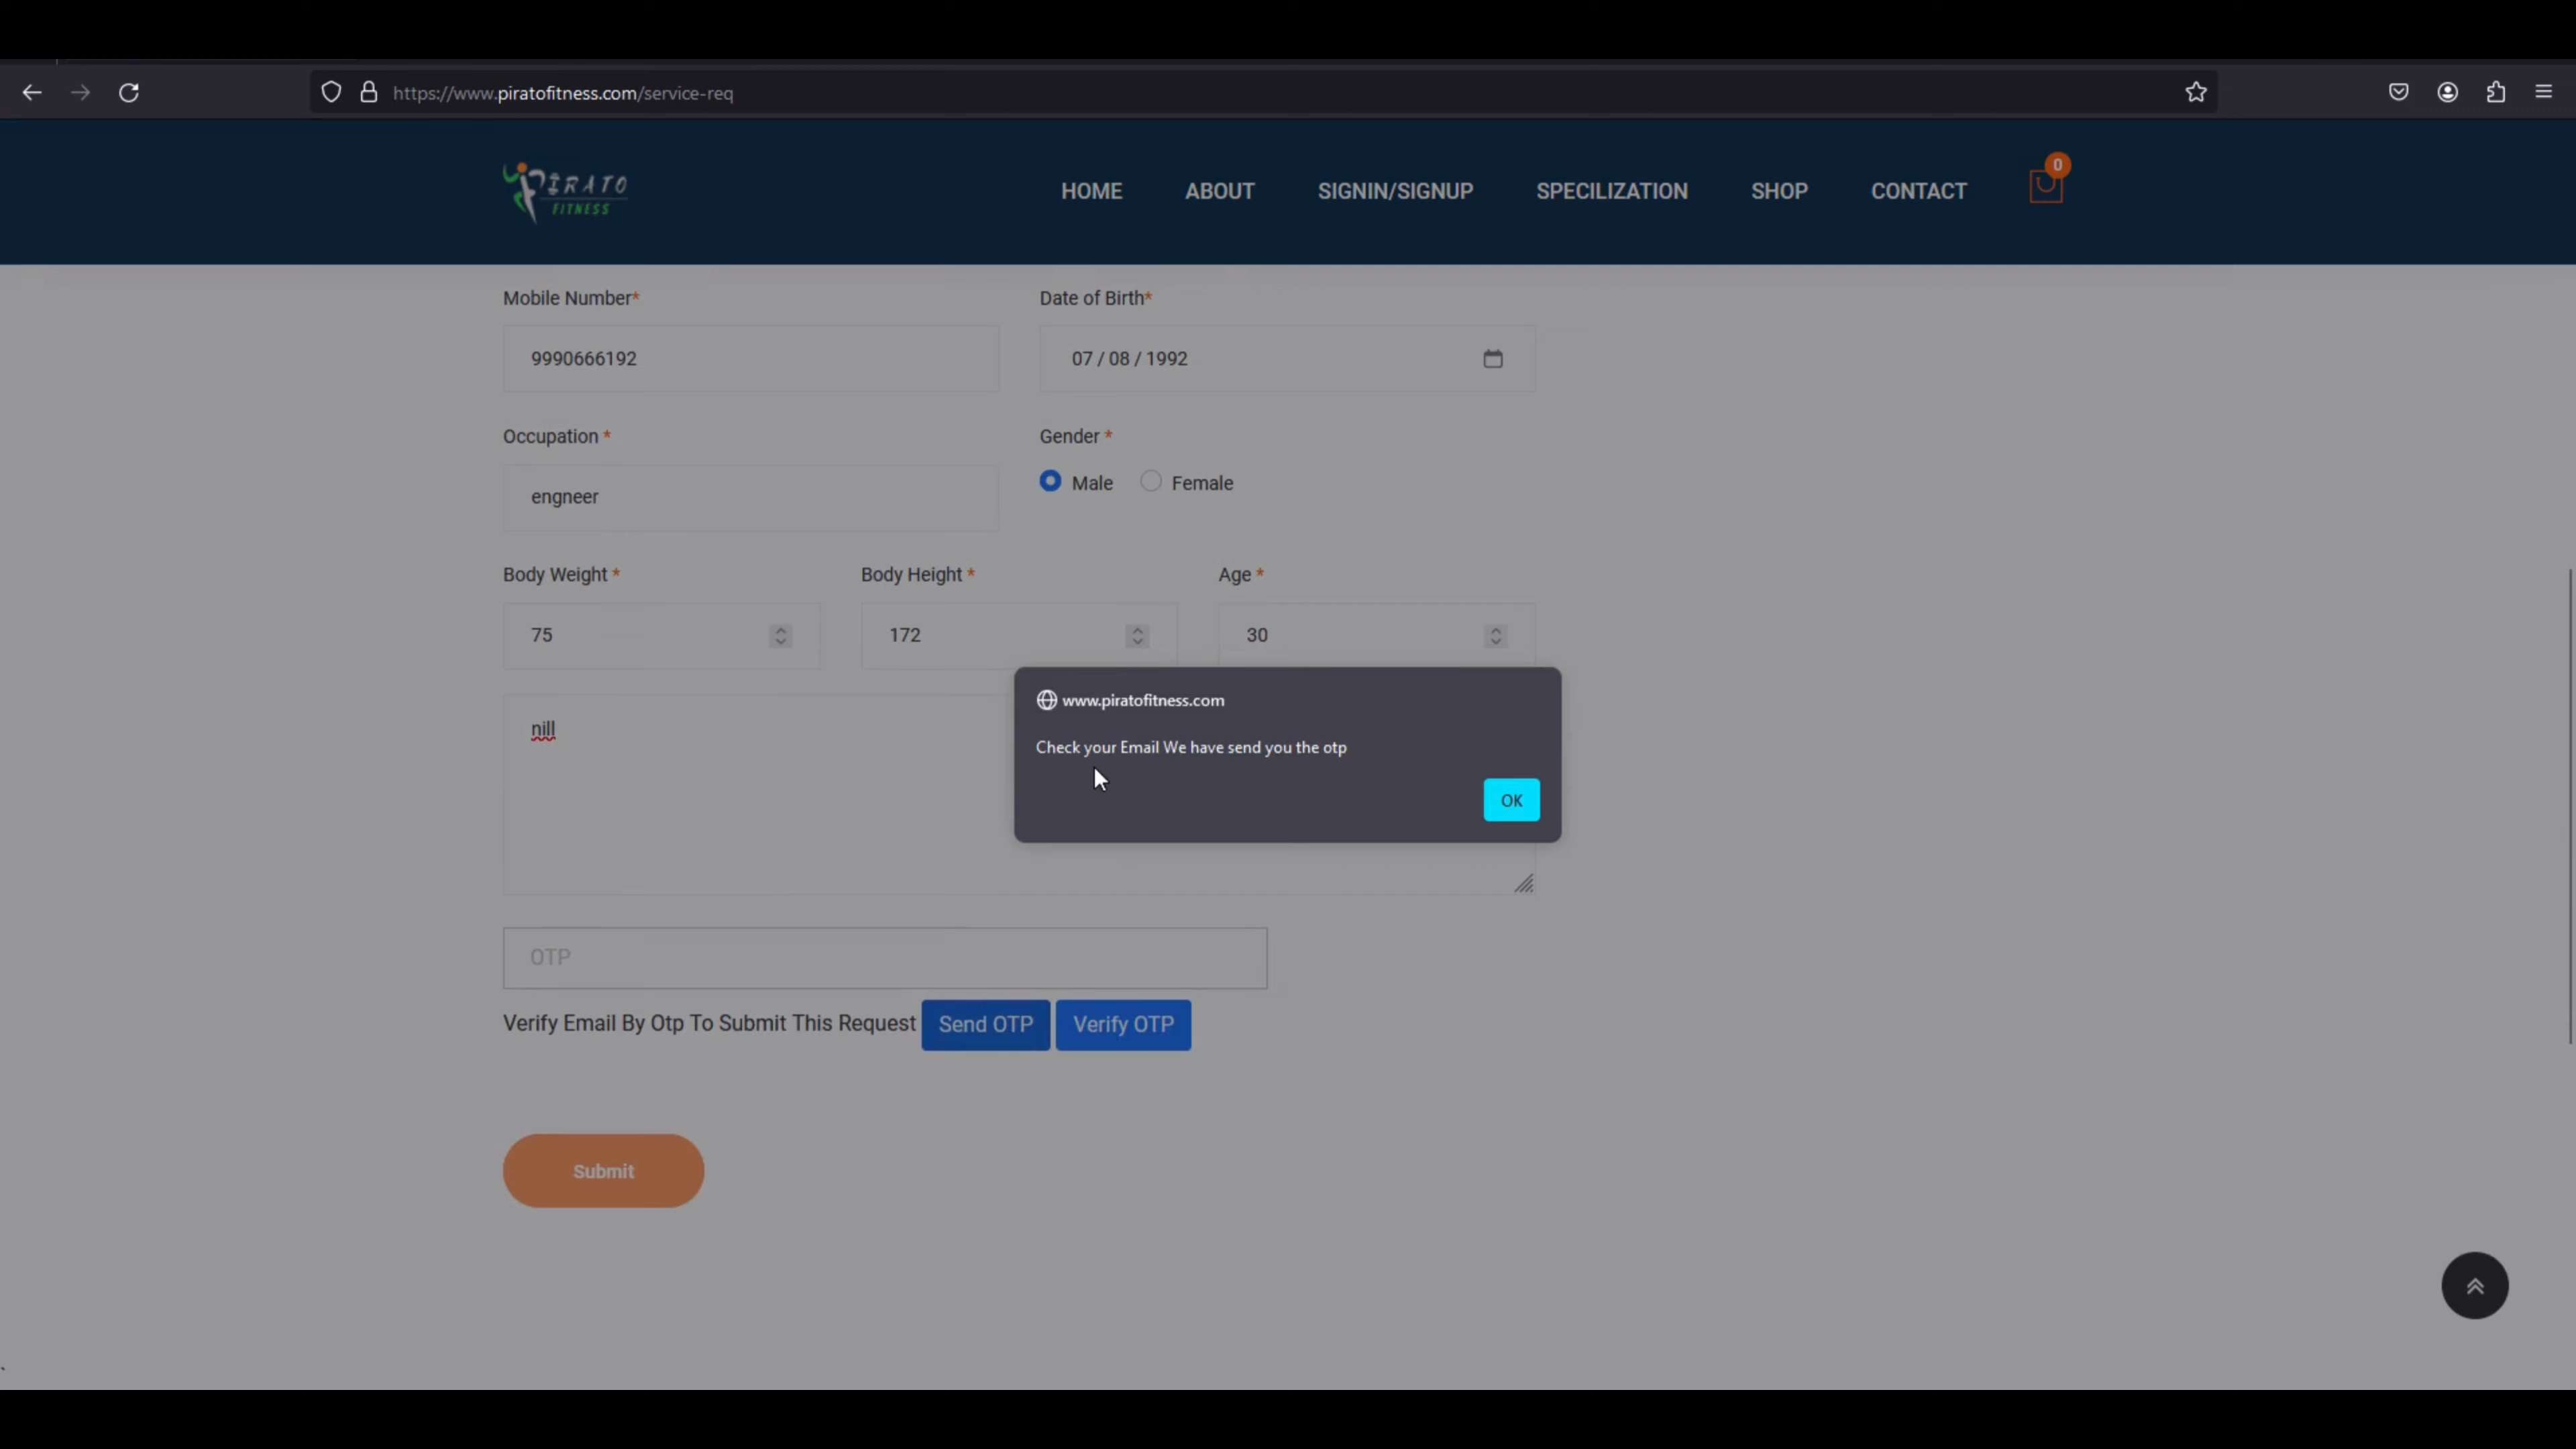 https://www.piratofitness.com/service-req
PIRATO
FITNESS
HOME ABOUT SIGNIN/SIGNUP SPECILIZATION SHOP CONTACT 0
Mobile Number* Date of Birth*
9990666192 07 / 08 / 1992
Occupation * Gender *
engneer Male Female
Body Weight * Body Height * Age *
75 172 30
www.piratofitness.com
nill
Check your Email We have send you the otp
OK
OTP
Verify Email By Otp To Submit This Request Send OTP Verify OTP
Submit